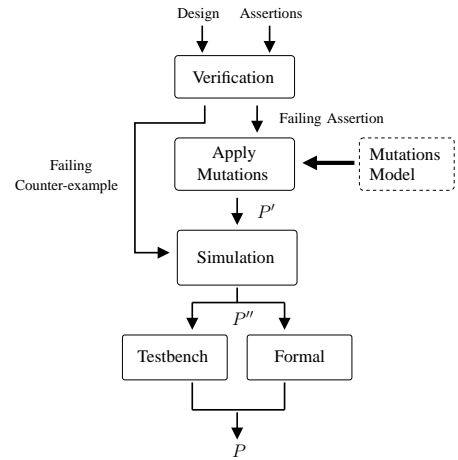 Design Assertions
Verification
Failing Assertion
Failing
Counter-example
Apply
Mutations
Mutations
Model
P′
Simulation
P″
Testbench Formal
P